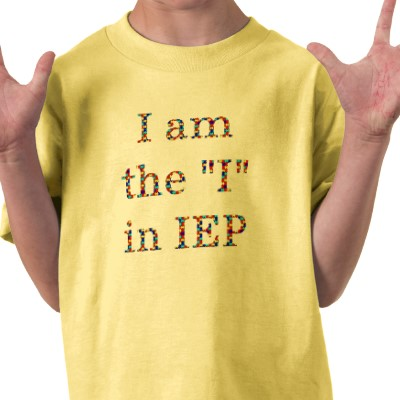 I am
the "I"
in IEP